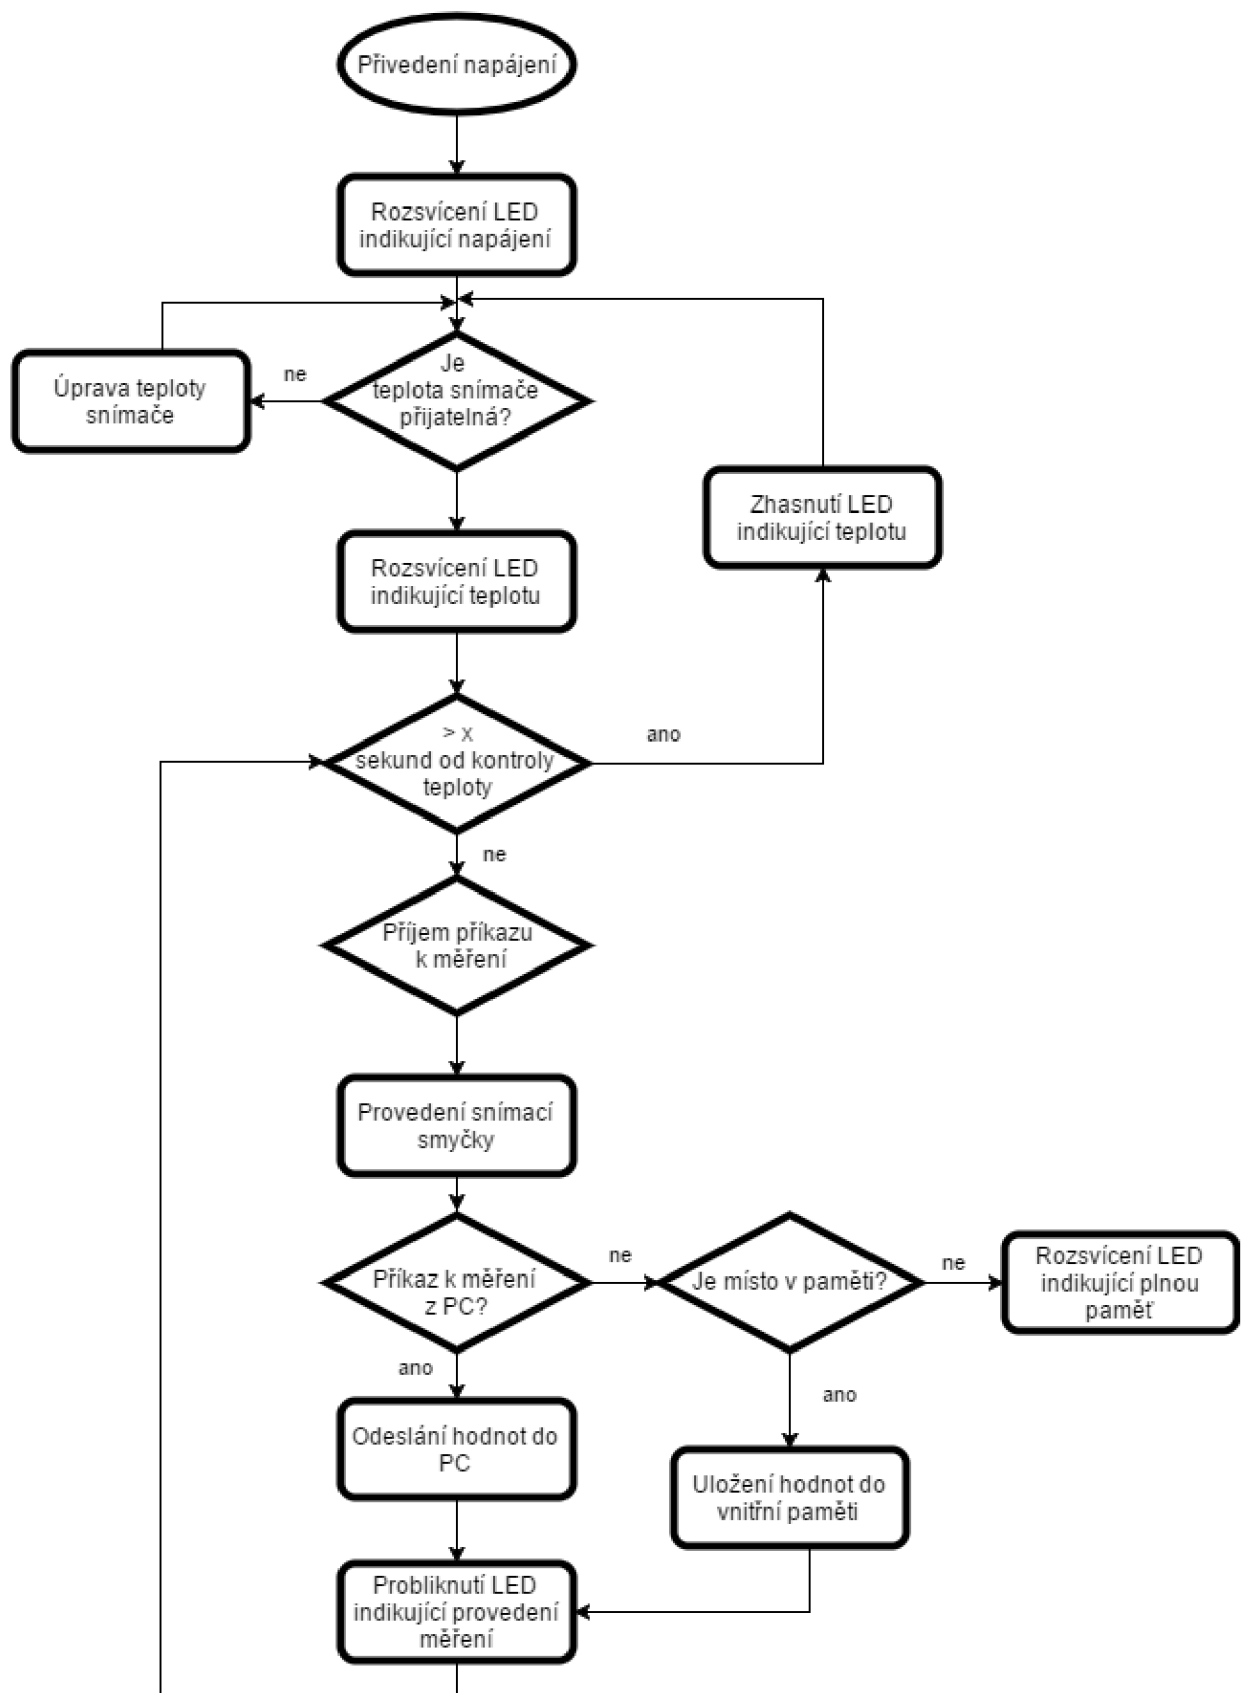 Přivedení napájení
Rozsvícení LED
indikující napájení
Je
teplota snímače
přijatelná?
ne
Úprava teploty
snímače
Zhasnutí LED
indikující teplotu
Rozsvícení LED
indikující teplotu
> x
sekund od kontroly
teploty
ano
ne
Příjem příkazu
k měření
Provedení snímací
smyčky
Příkaz k měření
z PC?
ne
Je místo v paměti?
ne
Rozsvícení LED
indikující plnou
paměť
ano
ano
Odeslání hodnot do
PC
Uložení hodnot do
vnitřní paměti
Probliknutí LED
indikující provedení
měření